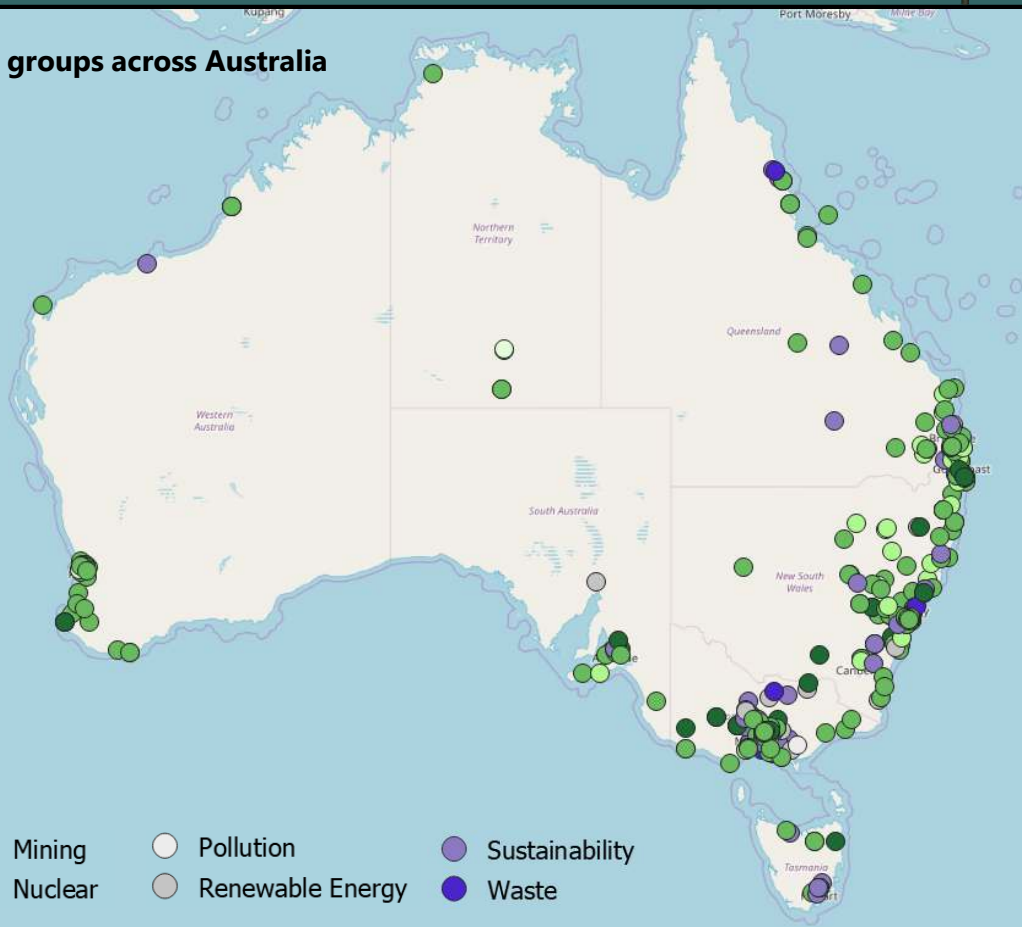 Kupang
Port Moresby
Milne Bay
groups across Australia
Northern
Territory
Queensland
Western
Australia
South Australia
New South
Wales
Tasmania
Mining
Pollution
Sustainability
Nuclear
Renewable Energy
Waste